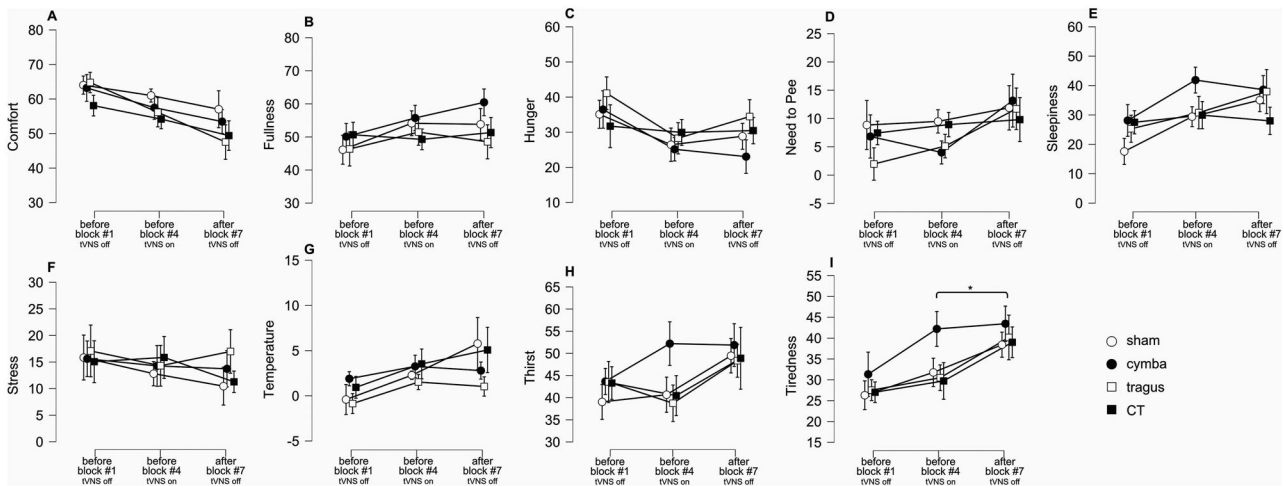 A
Comfort
80
70
60
50
40
30
before block #1 tVNS off
before block #4 tVNS on
after block #7 tVNS off
B
Fullness
80
70
60
50
40
30
before block #1 tVNS off
before block #4 tVNS on
after block #7 tVNS off
C
Hunger
60
50
40
30
20
10
before block #1 tVNS off
before block #4 tVNS on
after block #7 tVNS off
D
Need to Pee
25
20
15
10
5
0
-5
before block #1 tVNS off
before block #4 tVNS on
after block #7 tVNS off
E
Sleepiness
60
50
40
30
20
10
0
before block #1 tVNS off
before block #4 tVNS on
after block #7 tVNS off
F
Stress
30
25
20
15
10
5
0
before block #1 tVNS off
before block #4 tVNS on
after block #7 tVNS off
G
Temperature
15
10
5
0
-5
before block #1 tVNS off
before block #4 tVNS on
after block #7 tVNS off
H
Thirst
65
60
55
50
45
40
35
30
before block #1 tVNS off
before block #4 tVNS on
after block #7 tVNS off
I
Tiredness
55
50
45
40
35
30
25
20
15
*
before block #1 tVNS off
before block #4 tVNS on
after block #7 tVNS off
sham
cymba
tragus
CT